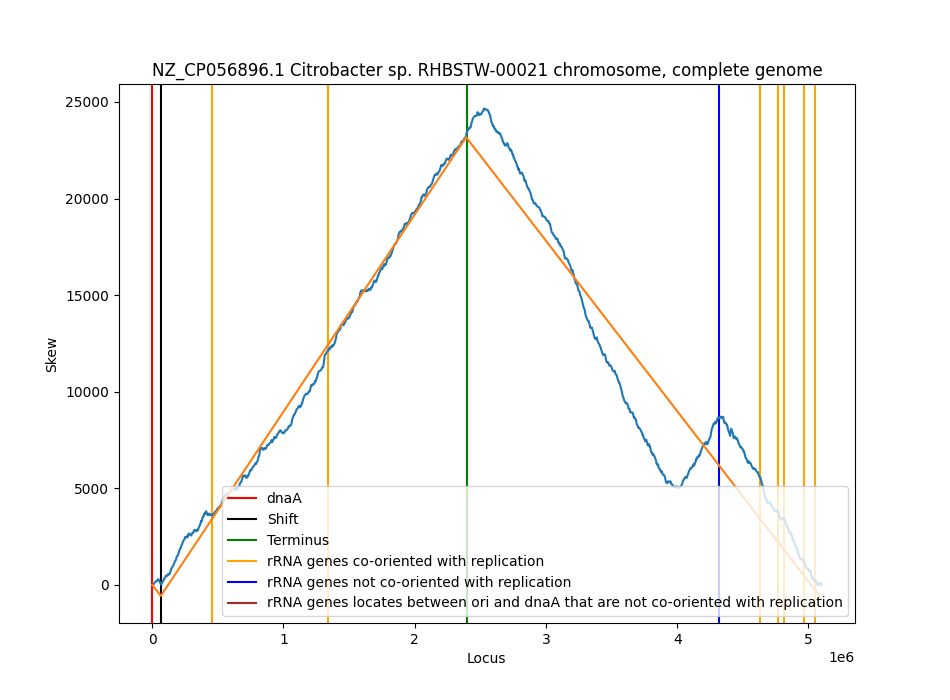 NZ_CP056896.1 Citrobacter sp. RHBSTW-00021 chromosome, complete genome
25000
20000
15000
10000
5000
0
Skew
dnaA
Shift
Terminus
rRNA genes co-oriented with replication
rRNA genes not co-oriented with replication
rRNA genes locates between ori and dnaA that are not co-oriented with replication
0 1 2 3 4 5
1e6
Locus